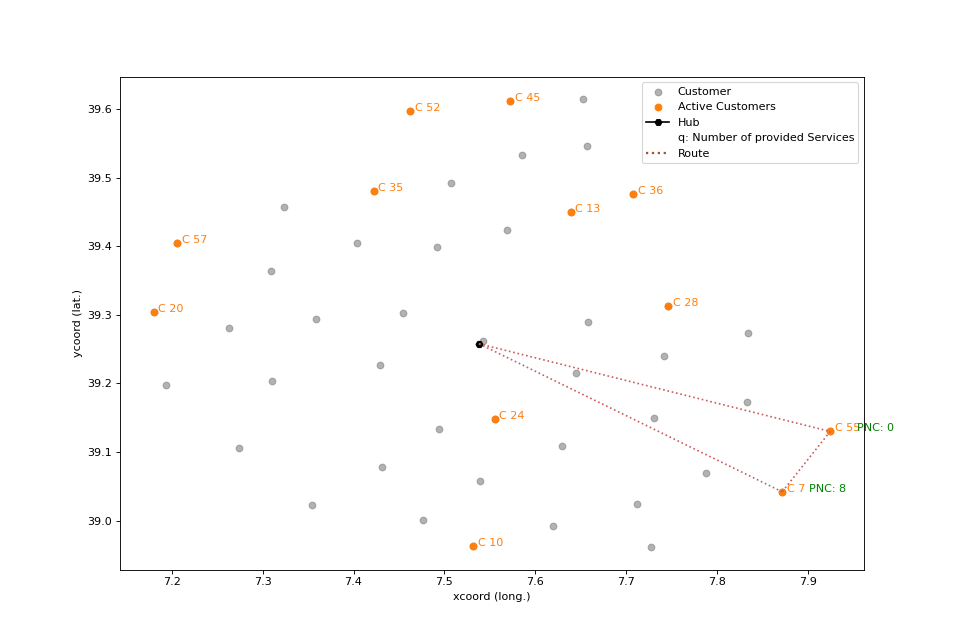 Customer
Active Customers
Hub
q: Number of provided Services
Route
C 52
C 45
C 35
C 36
C 13
C 57
C 20
C 28
C 24
C 55 PNC: 0
C 7 PNC: 8
C 10
39.6
39.5
39.4
39.3
39.2
39.1
39.0
ycoord (lat.)
7.2 7.3 7.4 7.5 7.6 7.7 7.8 7.9
xcoord (long.)